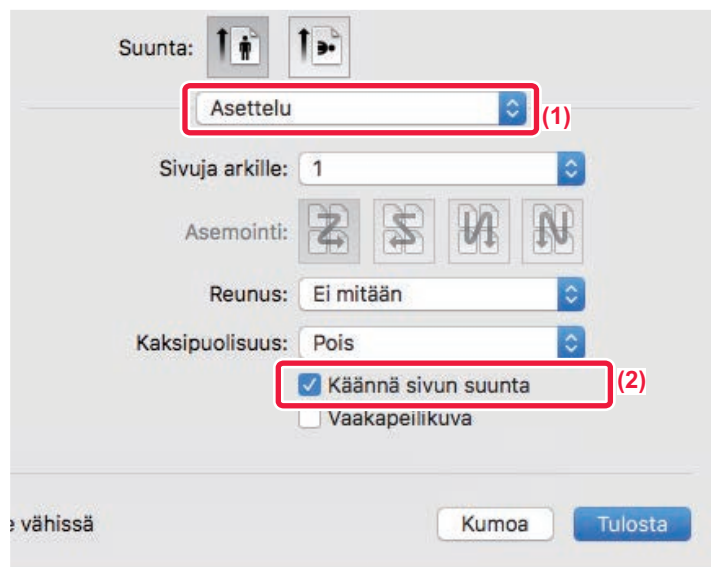 Suunta:
Asettelu
(1)
Sivuja arkille: 1
Asemointi:
Reunus: Ei mitään
Kaksipuolisuus: Pois
Käännä sivun suunta
(2)
Vaakapeilikuva
vähissä
Kumoa
Tulosta